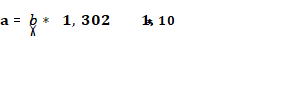 a = b * 1, 302 1, 10